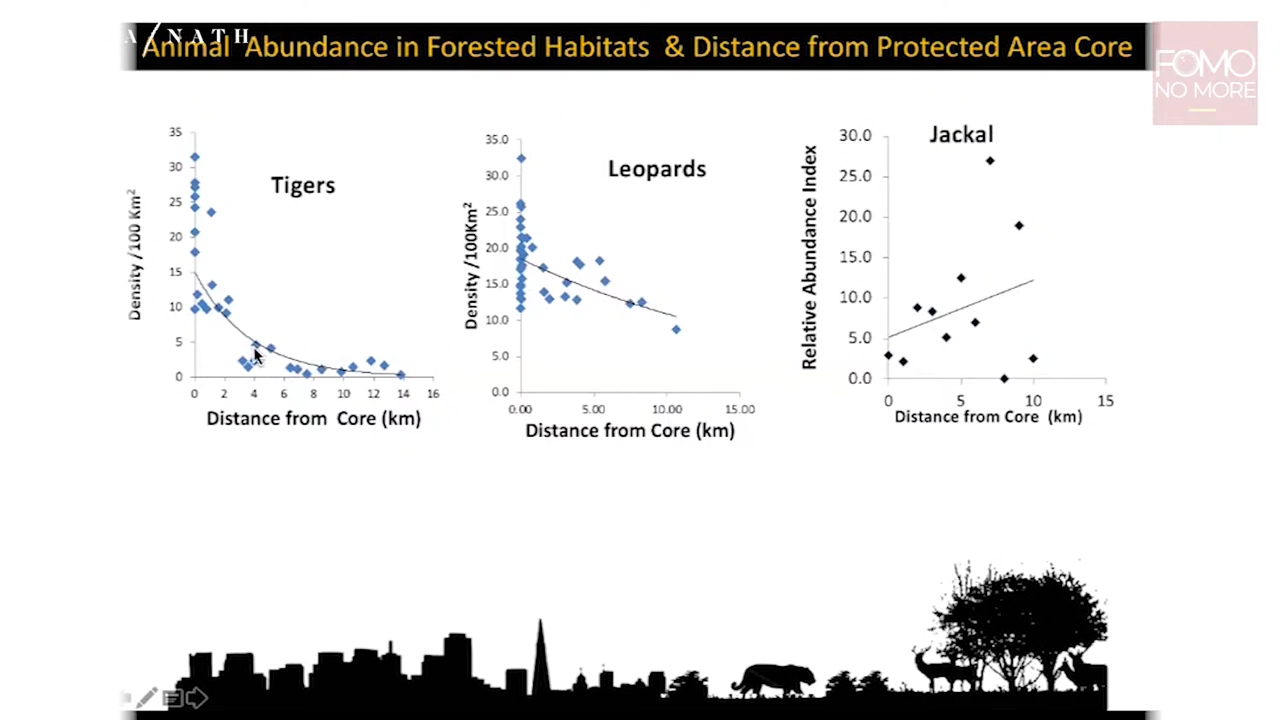 A / NATH
Animal Abundance in Forested Habitats & Distance from Protected Area Core
FOMO
NO MORE
Tigers
Density /100 Km²
35
30
25
20
15
10
5
0
0 2 4 6 8 10 12 14 16
Distance from Core (km)
Leopards
Density /100Km²
35.0
30.0
25.0
20.0
15.0
10.0
5.0
0.0
0.00 5.00 10.00 15.00
Distance from Core (km)
Jackal
Relative Abundance Index
30.0
25.0
20.0
15.0
10.0
5.0
0.0
0 5 10 15
Distance from Core (km)